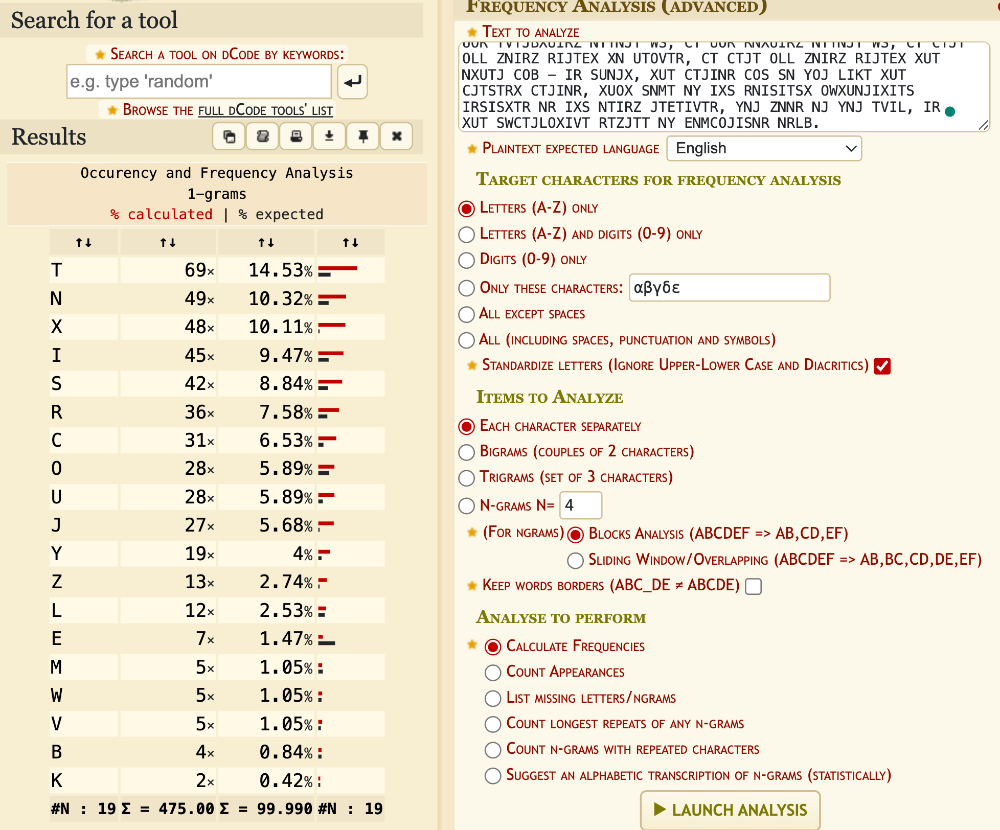 Search for a tool
★ Search a tool on dCode by keywords:
e.g. type 'random'
★ Browse the full dCode tools' list
Results
Occurency and Frequency Analysis
1-grams
% calculated | % expected
↑↓ ↑↓ ↑↓ ↑↓
T 69× 14.53%
N 49× 10.32%
X 48× 10.11%
I 45× 9.47%
S 42× 8.84%
R 36× 7.58%
C 31× 6.53%
O 28× 5.89%
U 28× 5.89%
J 27× 5.68%
Y 19× 4%
Z 13× 2.74%
L 12× 2.53%
E 7× 1.47%
M 5× 1.05%
W 5× 1.05%
V 5× 1.05%
B 4× 0.84%
K 2× 0.42%
#N : 19 Σ = 475.00 Σ = 99.990 #N : 19
Frequency Analysis (advanced)
★ Text to analyze
UOR TVTJBXUIRZ NTTNJT WS, CT UOR RNXUIRZ NTTNJT WS, CT CTJT
OLL ZNIRZ RIJTEX XN UTOVTR, CT CTJT OLL ZNIRZ RIJTEX XUT
NXUTJ COB – IR SUNJX, XUT CTJINR COS SN YOJ LIKT XUT
CJTSTRX CTJINR, XUOX SNMT NY IXS RNISITSX OWXUNJIXITS
IRSISXTR NR IXS NTIRZ JTETIVTR, YNJ ZNNR NJ YNJ TVIL, IR
XUT SWCTJLOXIVT RTZJTT NY ENMCOJISNR NRLB.
★ Plaintext expected language English
Target characters for frequency analysis
Letters (A-Z) only
Letters (A-Z) and digits (0-9) only
Digits (0-9) only
Only these characters: αβγδε
All except spaces
All (including spaces, punctuation and symbols)
★ Standardize letters (Ignore Upper-Lower Case and Diacritics)
Items to Analyze
Each character separately
Bigrams (couples of 2 characters)
Trigrams (set of 3 characters)
N-grams N= 4
★ (For ngrams) Blocks Analysis (ABCDEF => AB,CD,EF)
Sliding Window/Overlapping (ABCDEF => AB,BC,CD,DE,EF)
★ Keep words borders (ABC_DE ≠ ABCDE)
Analyse to perform
★ Calculate Frequencies
Count Appearances
List missing letters/ngrams
Count longest repeats of any n-grams
Count n-grams with repeated characters
Suggest an alphabetic transcription of n-grams (statistically)
▶ LAUNCH ANALYSIS